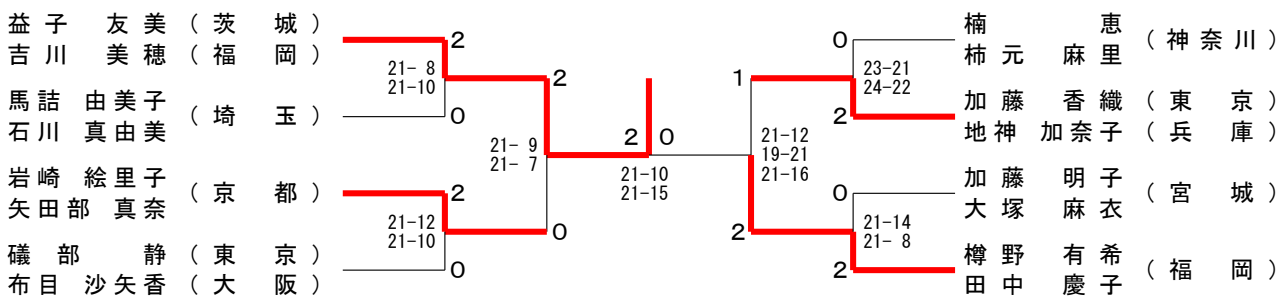 益子 友美 ( 茨 城 )
吉川 美穂 ( 福 岡 )
馬詰 由美子
石川 真由美
( 埼 玉 )
岩崎 絵里子
矢田部 真奈
( 京 都 )
礒部 静 ( 東 京 )
布目 沙矢香 ( 大 阪 )
2
21- 8
21-10
0
2
21-12
21-10
0
2
21- 9
21- 7
0
2 0
21-10
21-15
1
21-12
19-21
21-16
2
0
23-21
24-22
2
0
21-14
21- 8
2
楠 恵
柿元 麻里
( 神奈川 )
加藤 香織 ( 東 京 )
地神 加奈子 ( 兵 庫 )
加藤 明子
大塚 麻衣
( 宮 城 )
樽野 有希
田中 慶子
( 福 岡 )